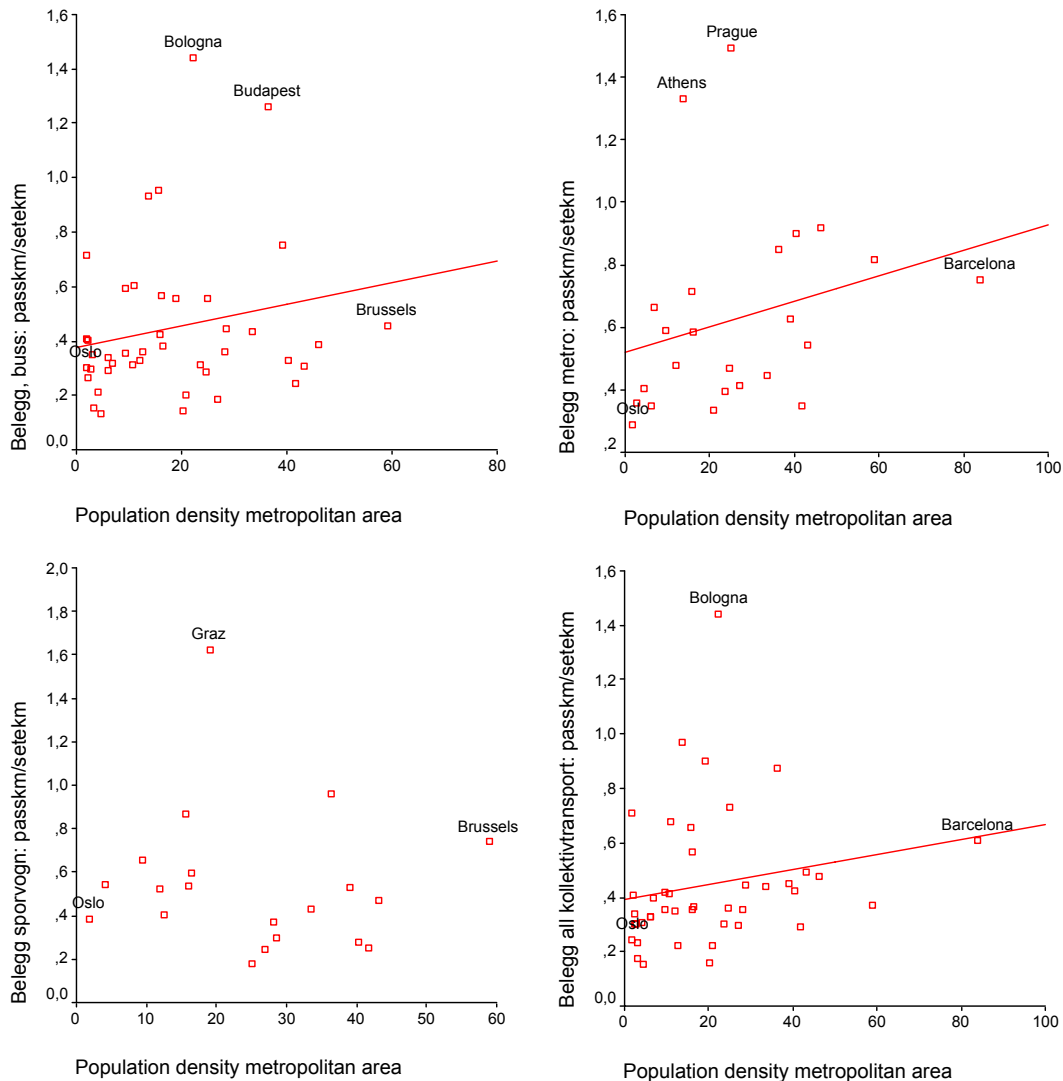 Belegg, buss: passkm/setekm
1,6
1,4
1,2
1,0
,8
,6
,4
,2
0,0
Bologna
Budapest
Brussels
Oslo
0 20 40 60 80
Population density metropolitan area
Belegg metro: passkm/setekm
1,6
1,4
1,2
1,0
,8
,6
,4
,2
Prague
Athens
Barcelona
Oslo
0 20 40 60 80 100
Population density metropolitan area
Belegg sporvogn: passkm/setekm
2,0
1,8
1,6
1,4
1,2
1,0
,8
,6
,4
,2
0,0
Graz
Brussels
Oslo
0 10 20 30 40 50 60
Population density metropolitan area
Belegg all kollektivtransport: passkm/setekm
1,6
1,4
1,2
1,0
,8
,6
,4
,2
0,0
Bologna
Barcelona
Oslo
0 20 40 60 80 100
Population density metropolitan area